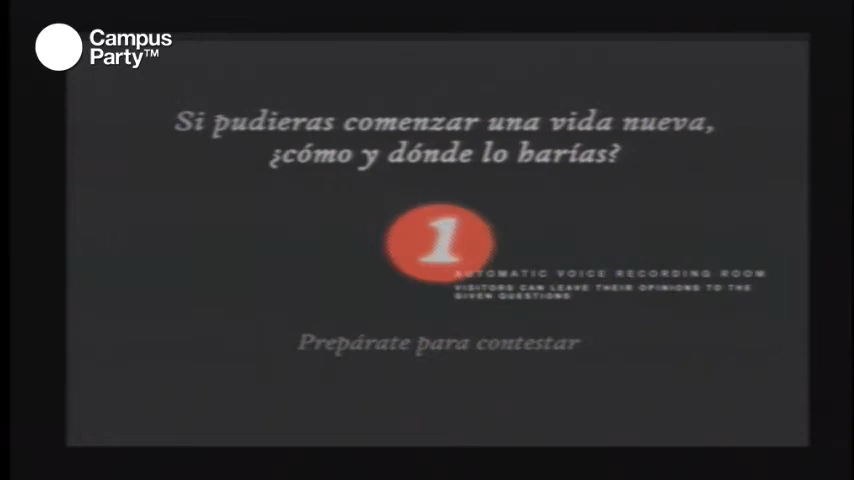 Campus
Party™
Si pudieras comenzar una vida nueva,
¿cómo y dónde lo harías?
1
AUTOMATIC VOICE RECORDING ROOM
VISITORS CAN LEAVE THEIR OPINIONS TO THE
GIVEN QUESTIONS
Prepárate para contestar